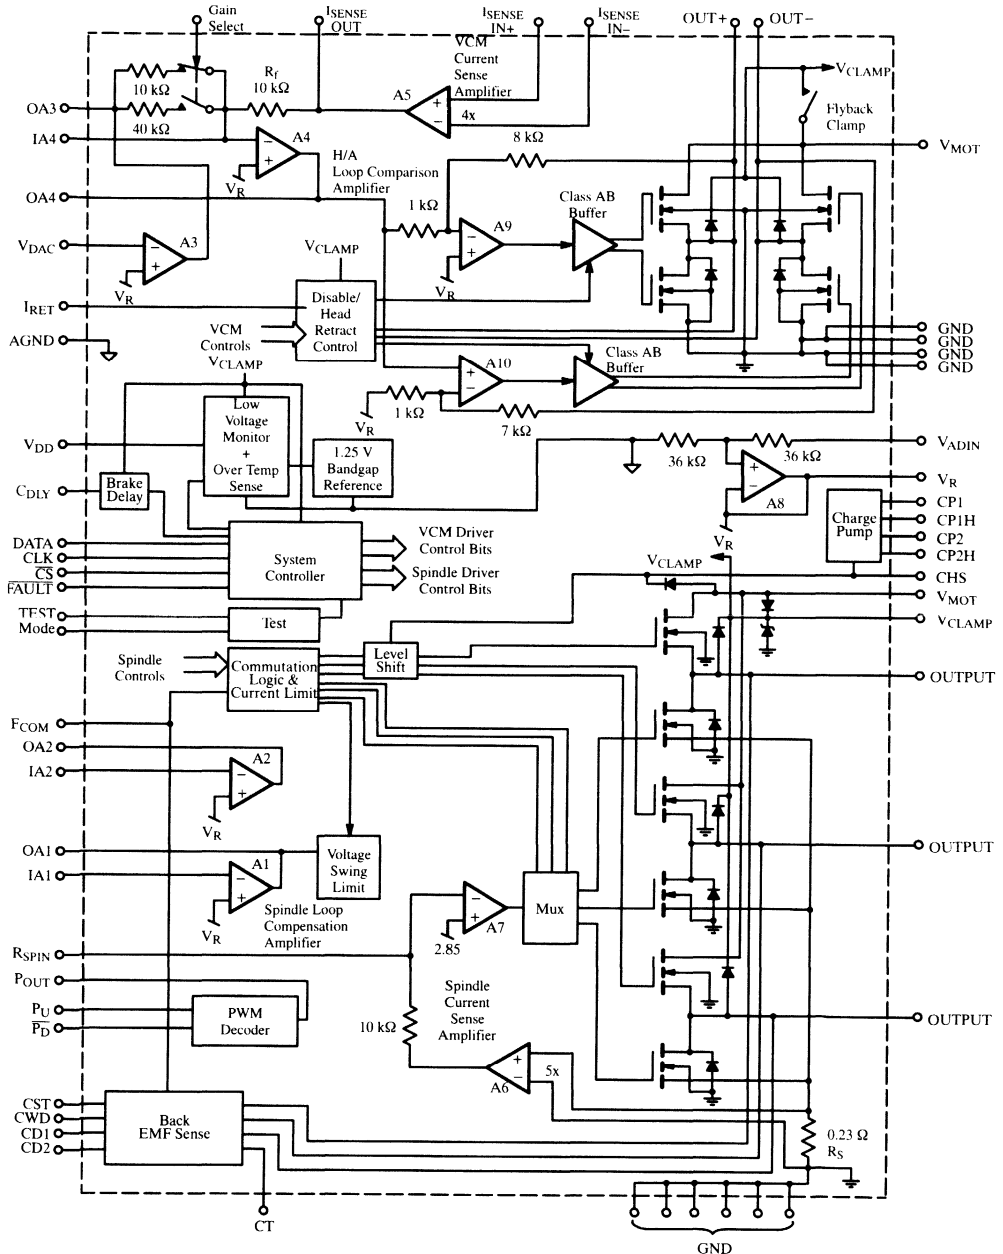 Gain
Select
ISENSE
OUT
ISENSE
IN+
ISENSE
IN−
OUT+
OUT−
VCM
Current
Sense
Amplifier
VCLAMP
Flyback
Clamp
10 kΩ
40 kΩ
Rf
10 kΩ
A5
+
−
4x
OA3
IA4
−
+
A4
VR
H/A
Loop Comparison
Amplifier
8 kΩ
VMOT
OA4
1 kΩ
Class AB
Buffer
VDAC
−
+
A3
VR
VCLAMP
−
+
A9
VR
IRET
Disable/
Head
Retract
Control
VCM
Controls
AGND
GND
GND
GND
GND
VCLAMP
+
−
A10
Class AB
Buffer
VR
1 kΩ
7 kΩ
VDD
Low
Voltage
Monitor
+
Over Temp
Sense
1.25 V
Bandgap
Reference
36 kΩ
36 kΩ
VADIN
CDLY
Brake
Delay
+
−
A8
VR
VR
Charge
Pump
CP1
CP1H
CP2
CP2H
DATA
CLK
CS
FAULT
System
Controller
VCM Driver
Control Bits
Spindle Driver
Control Bits
VCLAMP
CHS
VMOT
VCLAMP
TEST
Mode
Test
Spindle
Controls
Commutation
Logic &
Current Limit
Level
Shift
OUTPUT
FCOM
OA2
IA2
−
+
A2
VR
OA1
IA1
−
+
A1
VR
Voltage
Swing
Limit
Spindle Loop
Compensation
Amplifier
OUTPUT
−
+
A7
2.85
Mux
RSPIN
POUT
PU
PD
PWM
Decoder
10 kΩ
Spindle
Current
Sense
Amplifier
+
−
5x
A6
OUTPUT
CST
CWD
CD1
CD2
Back
EMF Sense
0.23 Ω
RS
CT
GND